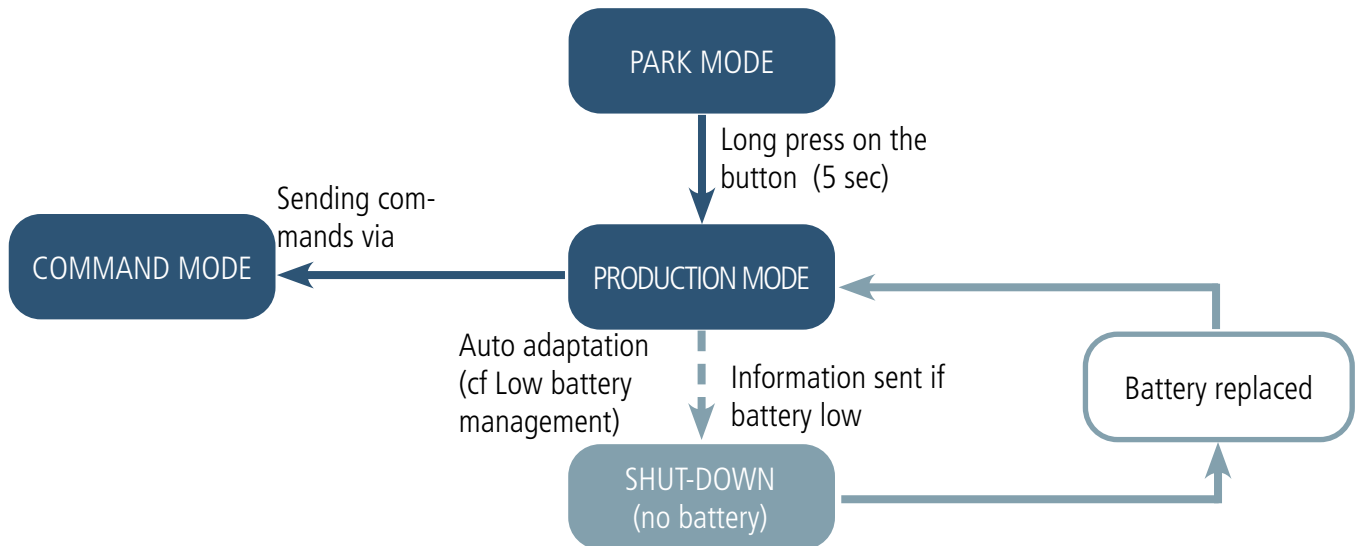 PARK MODE
Long press on the
button (5 sec)
Sending com-
mands via
COMMAND MODE
PRODUCTION MODE
Auto adaptation
(cf Low battery
management)
Information sent if
battery low
Battery replaced
SHUT-DOWN
(no battery)